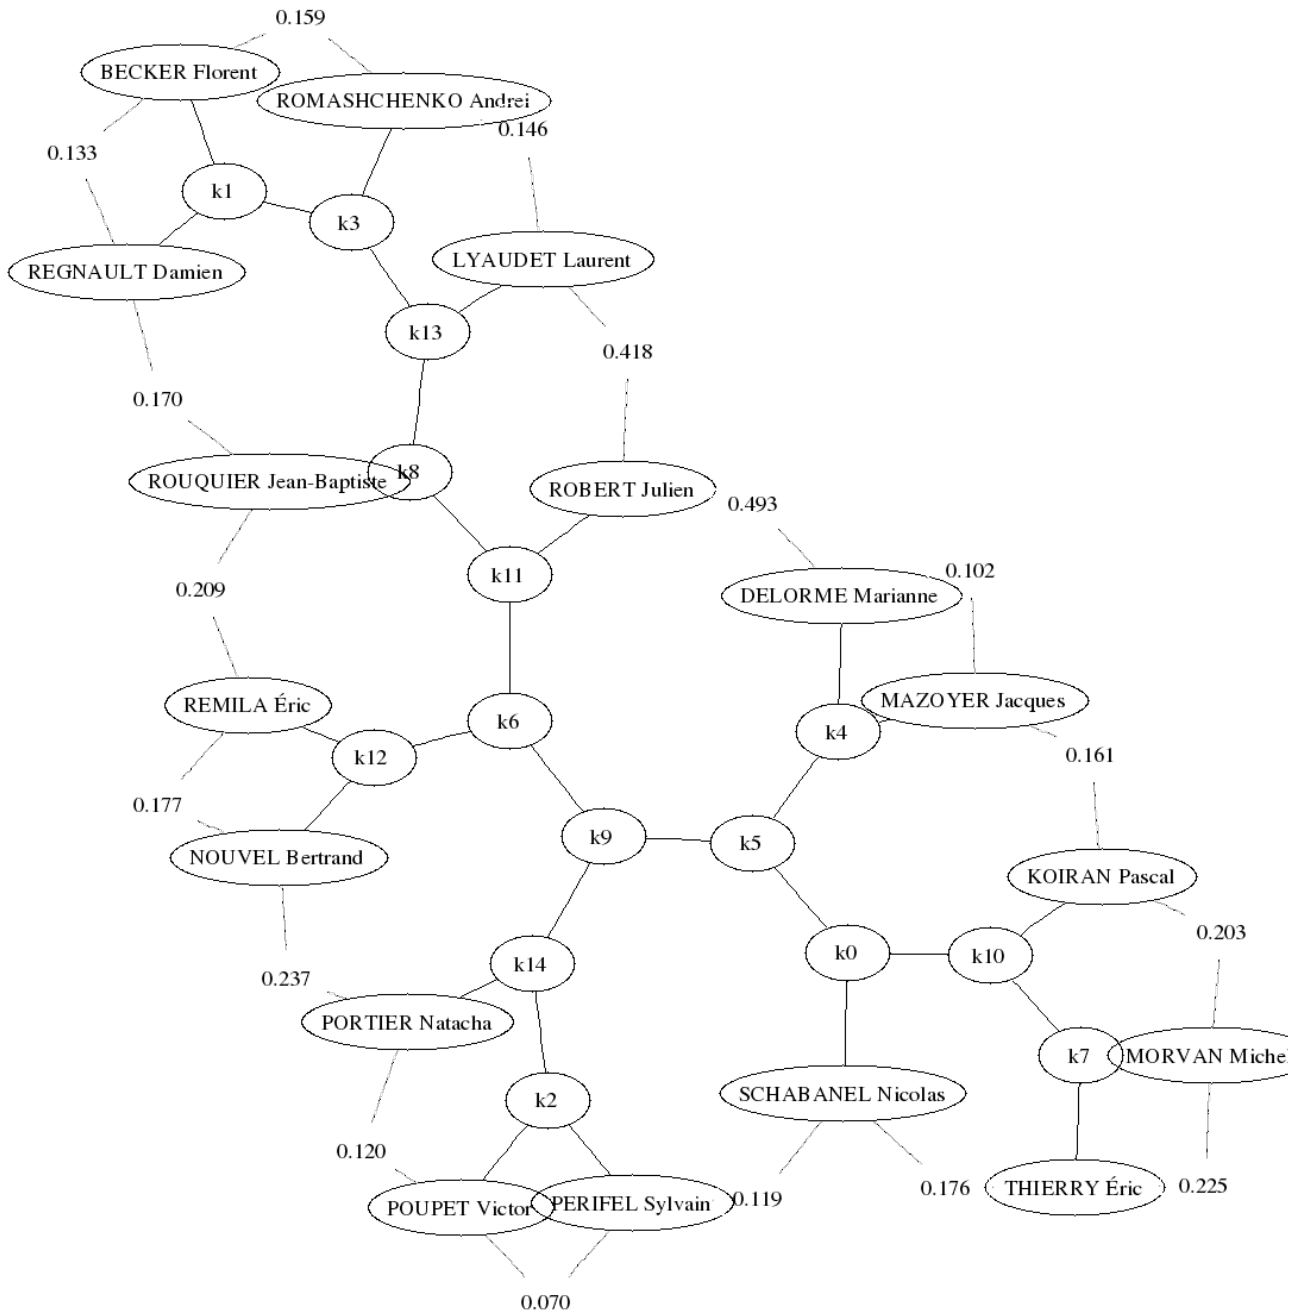 0.159
BECKER Florent
ROMASHCHENKO Andrei
0.146
0.133
k1
k3
LYAUDET Laurent
REGNAULT Damien
k13
0.418
0.170
k8
ROUQUIER Jean-Baptiste
ROBERT Julien
0.493
k11
0.102
0.209
DELORME Marianne
MAZOYER Jacques
REMILA Éric
k6
k4
0.161
k12
0.177
k9
k5
NOUVEL Bertrand
KOIRAN Pascal
0.203
k0
k10
k14
0.237
PORTIER Natacha
k7
MORVAN Miche
SCHABANEL Nicolas
k2
0.120
0.176
THIERRY Éric
0.225
0.119
POUPET Victor
PERIFEL Sylvain
0.070